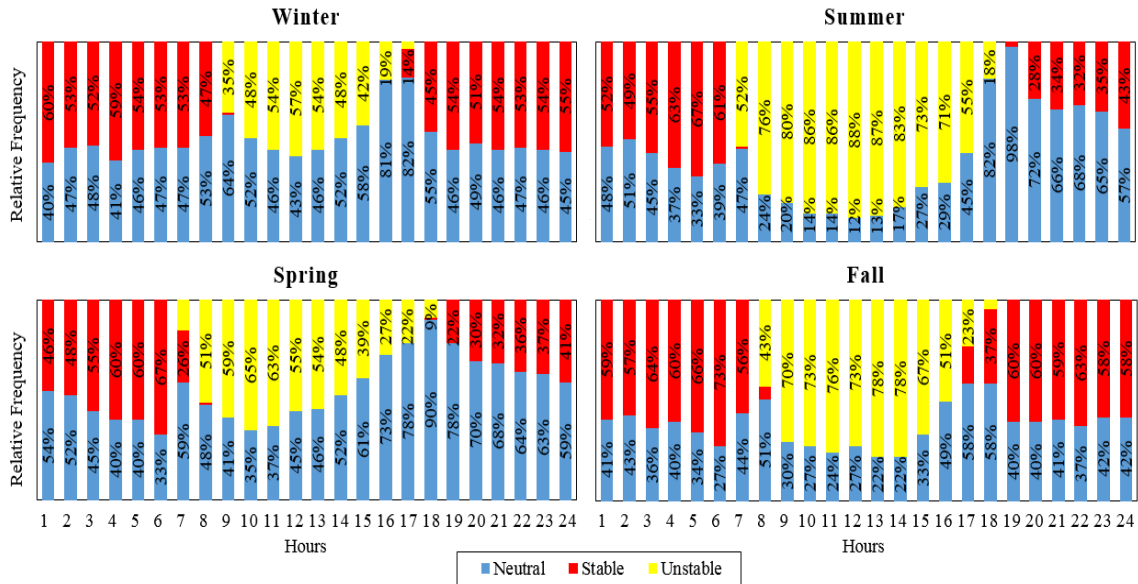 Winter
Relative Frequency
60% 53% 52% 59% 54% 53% 53% 47% 35% 48% 54% 57% 54% 48% 42% 19% 14% 45% 54% 51% 54% 53% 54% 55%
40% 47% 48% 41% 46% 47% 47% 53% 64% 52% 46% 43% 46% 52% 58% 81% 82% 55% 46% 49% 46% 47% 46% 45%
Summer
52% 49% 55% 63% 67% 61% 52% 76% 80% 86% 86% 88% 87% 83% 73% 71% 55% 18% 28% 34% 32% 35% 43%
48% 51% 45% 37% 33% 39% 47% 24% 20% 14% 14% 12% 13% 17% 27% 29% 45% 82% 98% 72% 66% 68% 65% 57%
Spring
Relative Frequency
46% 48% 55% 60% 60% 67% 26% 51% 59% 65% 63% 55% 54% 48% 39% 27% 22% 9% 22% 30% 32% 36% 37% 41%
54% 52% 45% 40% 40% 33% 59% 48% 41% 35% 37% 45% 46% 52% 61% 73% 78% 90% 78% 70% 68% 64% 63% 59%
1 2 3 4 5 6 7 8 9 10 11 12 13 14 15 16 17 18 19 20 21 22 23 24
Hours
Fall
59% 57% 64% 60% 66% 73% 56% 43% 70% 73% 76% 73% 78% 78% 67% 51% 23% 37% 60% 60% 59% 63% 58% 58%
41% 43% 36% 40% 34% 27% 44% 51% 30% 27% 24% 27% 22% 22% 33% 49% 58% 58% 40% 40% 41% 37% 42% 42%
1 2 3 4 5 6 7 8 9 10 11 12 13 14 15 16 17 18 19 20 21 22 23 24
Hours
Neutral Stable Unstable